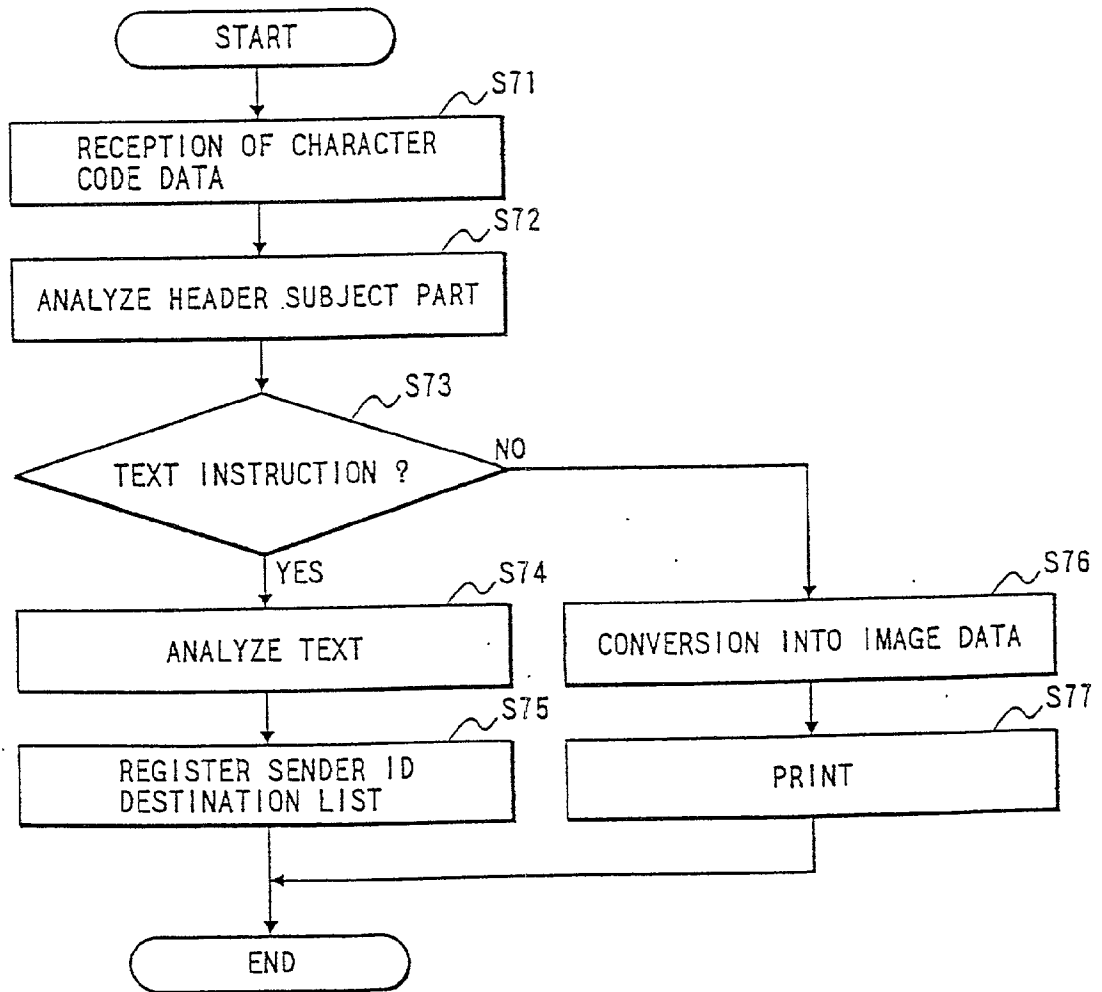 START
S71
RECEPTION OF CHARACTER
CODE DATA
S72
ANALYZE HEADER SUBJECT PART
S73
TEXT INSTRUCTION ?
NO
YES
S74
ANALYZE TEXT
S75
REGISTER SENDER ID
DESTINATION LIST
S76
CONVERSION INTO IMAGE DATA
S77
PRINT
END